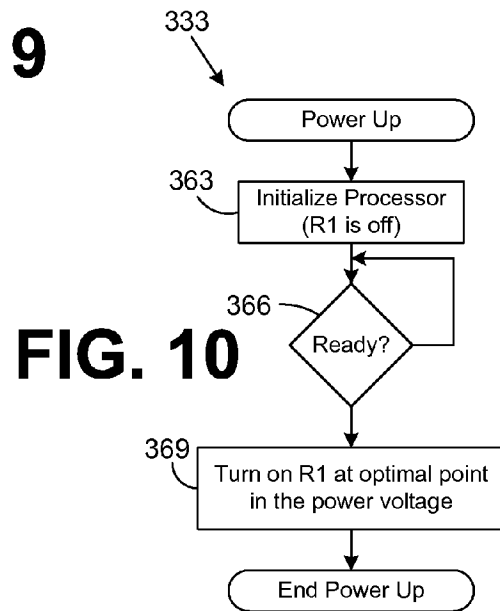 9
333
Power Up
363
Initialize Processor
(R1 is off)
366
Ready?
FIG. 10
369
Turn on R1 at optimal point
in the power voltage
End Power Up